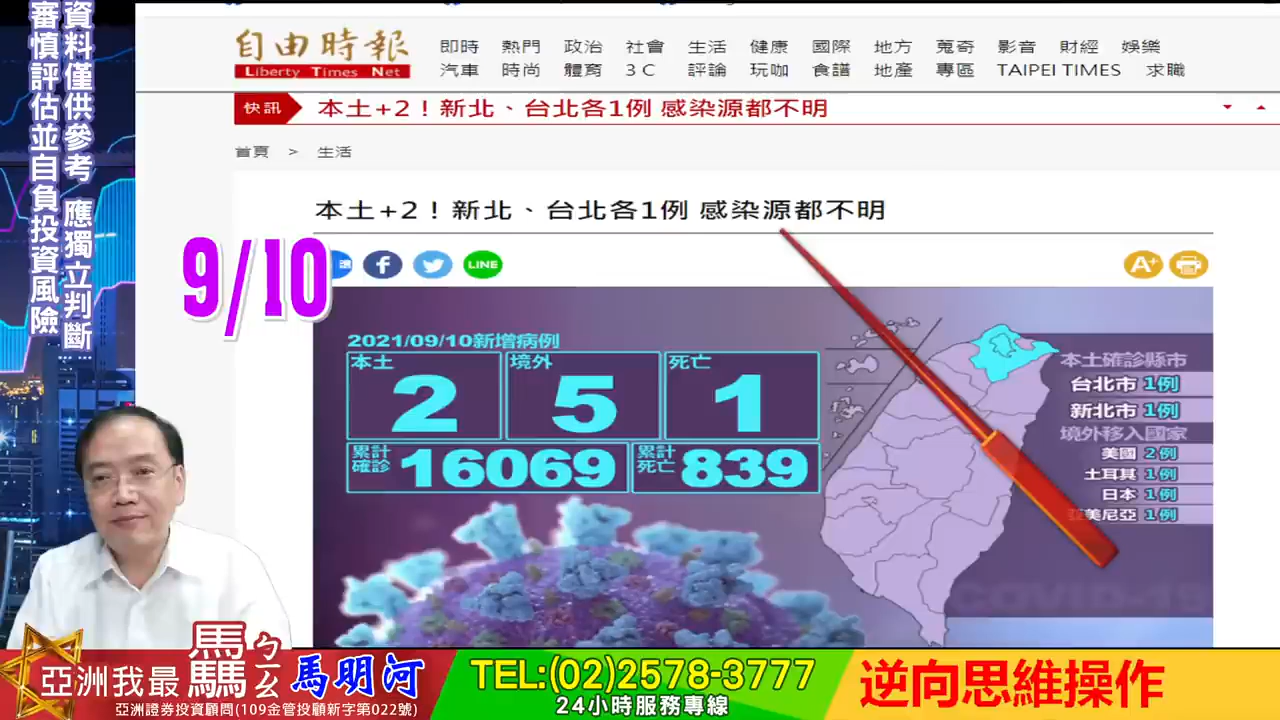 資料僅供參考 應獨立判斷
審慎評估並自負投資風險
自由時報
Liberty Times Net
即時 熱門 政治 社會 生活 健康 國際 地方 蒐奇 影音 財經 娛樂
汽車 時尚 體育 3C 評論 玩咖 食譜 地產 專區 TAIPEI TIMES 求職
快訊
本土+2！新北、台北各1例 感染源都不明
首頁 > 生活
本土+2！新北、台北各1例 感染源都不明
9/10
LINE
A+
2021/09/10新增病例
本土 2
境外 5
死亡 1
累計確診 16069
累計死亡 839
本土確診縣市
台北市 1例
新北市 1例
境外移入國家
美國 2例
土耳其 1例
日本 1例
亞美尼亞 1例
COVID-19
亞洲我最驫ㄅㄧㄠ 馬明河
亞洲證券投資顧問(109金管投顧新字第022號)
TEL:(02)2578-3777
24小時服務專線
逆向思維操作